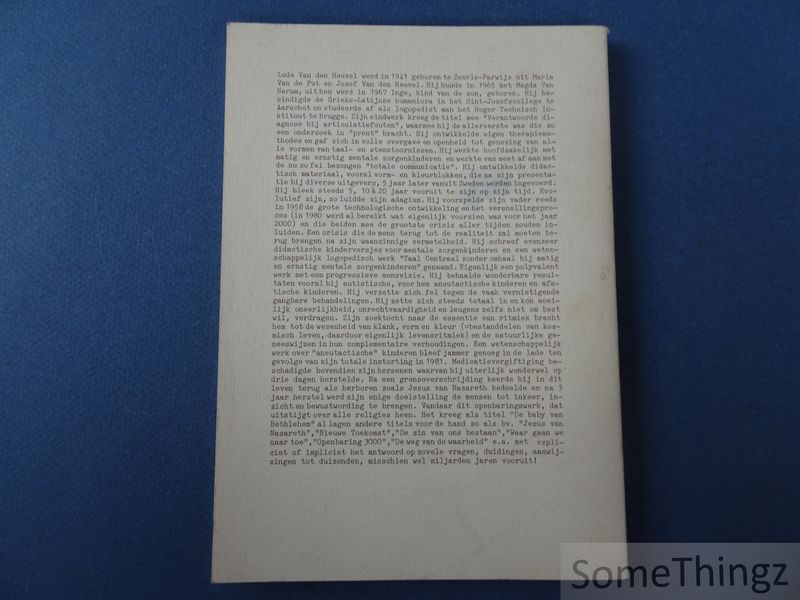 Lode Van den Heuvel werd in 1941 geboren te Zoerle-Parwijs uit Maria
Van de Put en Jozef Van den Heuvel. Hij huwde in 1965 met Magda Van
Nerum, uit hen werd in 1967 Inge, kind van de zon, geboren. Hij be-
eindigde de Grieks-Latijnse humaniora in het Sint-Jozefscollege te
Aarschot en studeerde af als logopedist aan het Hoger Technisch In-
stituut te Brugge. Zijn eindwerk kreeg de titel mee "Verantwoorde di-
agnose bij articulatiefouten", waarmee hij de allereerste was die zo
een onderzoek in "prent" bracht. Hij ontwikkelde eigen therapieme-
thodes en gaf zich in volle overgave en openheid tot genezing van al-
le vormen van taal- en stemstoornissen. Hij werkte hoofdzakelijk met
matig en ernstig mentale zorgenkinderen en werkte van meet af aan met
de nu zo fel bezongen "totale communicatie". Hij ontwikkelde didac-
tisch materiaal, vooral vorm- en kleurblokken, die na zijn presenta-
tie bij diverse uitgevers, 5 jaar later vanuit Zweden werden ingevoerd.
Hij bleek steeds 5, 10 à 20 jaar vooruit te zijn op zijn tijd. Evo-
lutief zijn, zo luidde zijn adagium. Hij voorspelde zijn vader reeds
in 1958 de grote technologische ontwikkeling en het versnellingspro-
ces (in 1980 werd al bereikt wat eigenlijk voorzien was voor het jaar
2000) en die beiden mee de grootste crisis aller tijden zouden in-
luiden. Een crisis die de mens terug tot de realiteit zal moeten te-
rug brengen na zijn waanzinnige vermetelheid. Hij schreef evenzeer
didactische kinderversjes voor mentale zorgenkinderen en een weten-
schappelijk logopedisch werk "Taal Centraal zonder omhaal bij matig
en ernstig mentale zorgenkinderen" genaamd. Eigenlijk een polyvalent
werk met een progressieve mensvisie. Hij behaalde wonderbare resul-
taten vooral bij autistische, voor hem aneutactische kinderen en afa-
tische kinderen. Hij verzette zich fel tegen de vaak vernietigende
gangbare behandelingen. Hij zette zich steeds totaal in en kon moei-
lijk oneerlijkheid, onrechtvaardigheid en leugens zelfs niet om best
wil, verdragen. Zijn zoektocht naar de essentie van ritmiek bracht
hem tot de wezenheid van klank, vorm en kleur (=bestanddelen van kos-
misch leven, daardoor eigenlijk levensritmiek) en de natuurlijke ge-
neeswijzen in hun complementaire verhoudingen. Een wetenschappelijk
werk over "aneutactische" kinderen bleef jammer genoeg in de lade ten
gevolge van zijn totale instorting in 1981. Medicatievergiftiging be-
schadigde bovendien zijn hersenen waarvan hij uiterlijk wonderwel op
drie dagen herstelde. Na een grensoverschrijding keerde hij in dit
leven terug als herboren zoals Jezus van Nazareth bedoelde en na 3
jaar herstel werd zijn enige doelstelling de mensen tot inkeer, in-
zicht en bewustwording te brengen. Vandaar dit openbaringswerk, dat
uitstijgt over alle religies heen. Het kreeg als titel "De baby van
Bethlehem" al lagen andere titels voor de hand zo als bv. "Jezus van
Nazareth", "Nieuwe Toekomst", "De zin van ons bestaan", "Waar gaan we
naar toe", "Openbaring 3000", "De weg van de waarheid" e.a. met expli-
ciet of impliciet het antwoord op zovele vragen, duidingen, aanwij-
zingen tot duizenden, misschien wel miljarden jaren vooruit!
SomeThingz